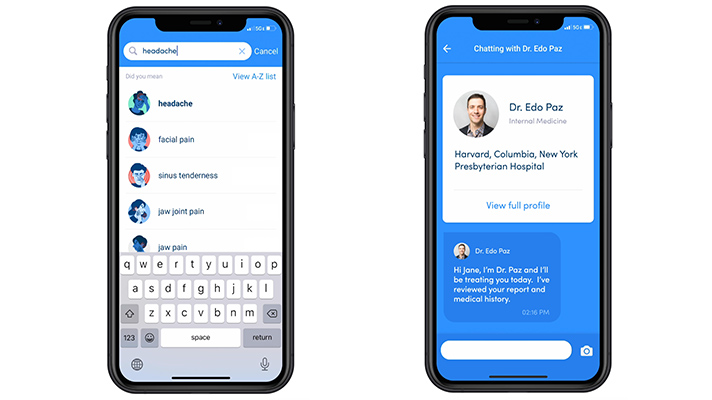 5G
headache
Cancel
Did you mean
View A-Z list
headache
facial pain
sinus tenderness
jaw joint pain
jaw pain
q w e r t y u i o p
a s d f g h j k l
z x c v b n m
123
space
return
5G
Chatting with Dr. Edo Paz
Dr. Edo Paz
Internal Medicine
Harvard, Columbia, New York
Presbyterian Hospital
View full profile
Dr. Edo Paz
Hi Jane, I'm Dr. Paz and I'll
be treating you today. I've
reviewed your report and
medical history.
02:16 PM